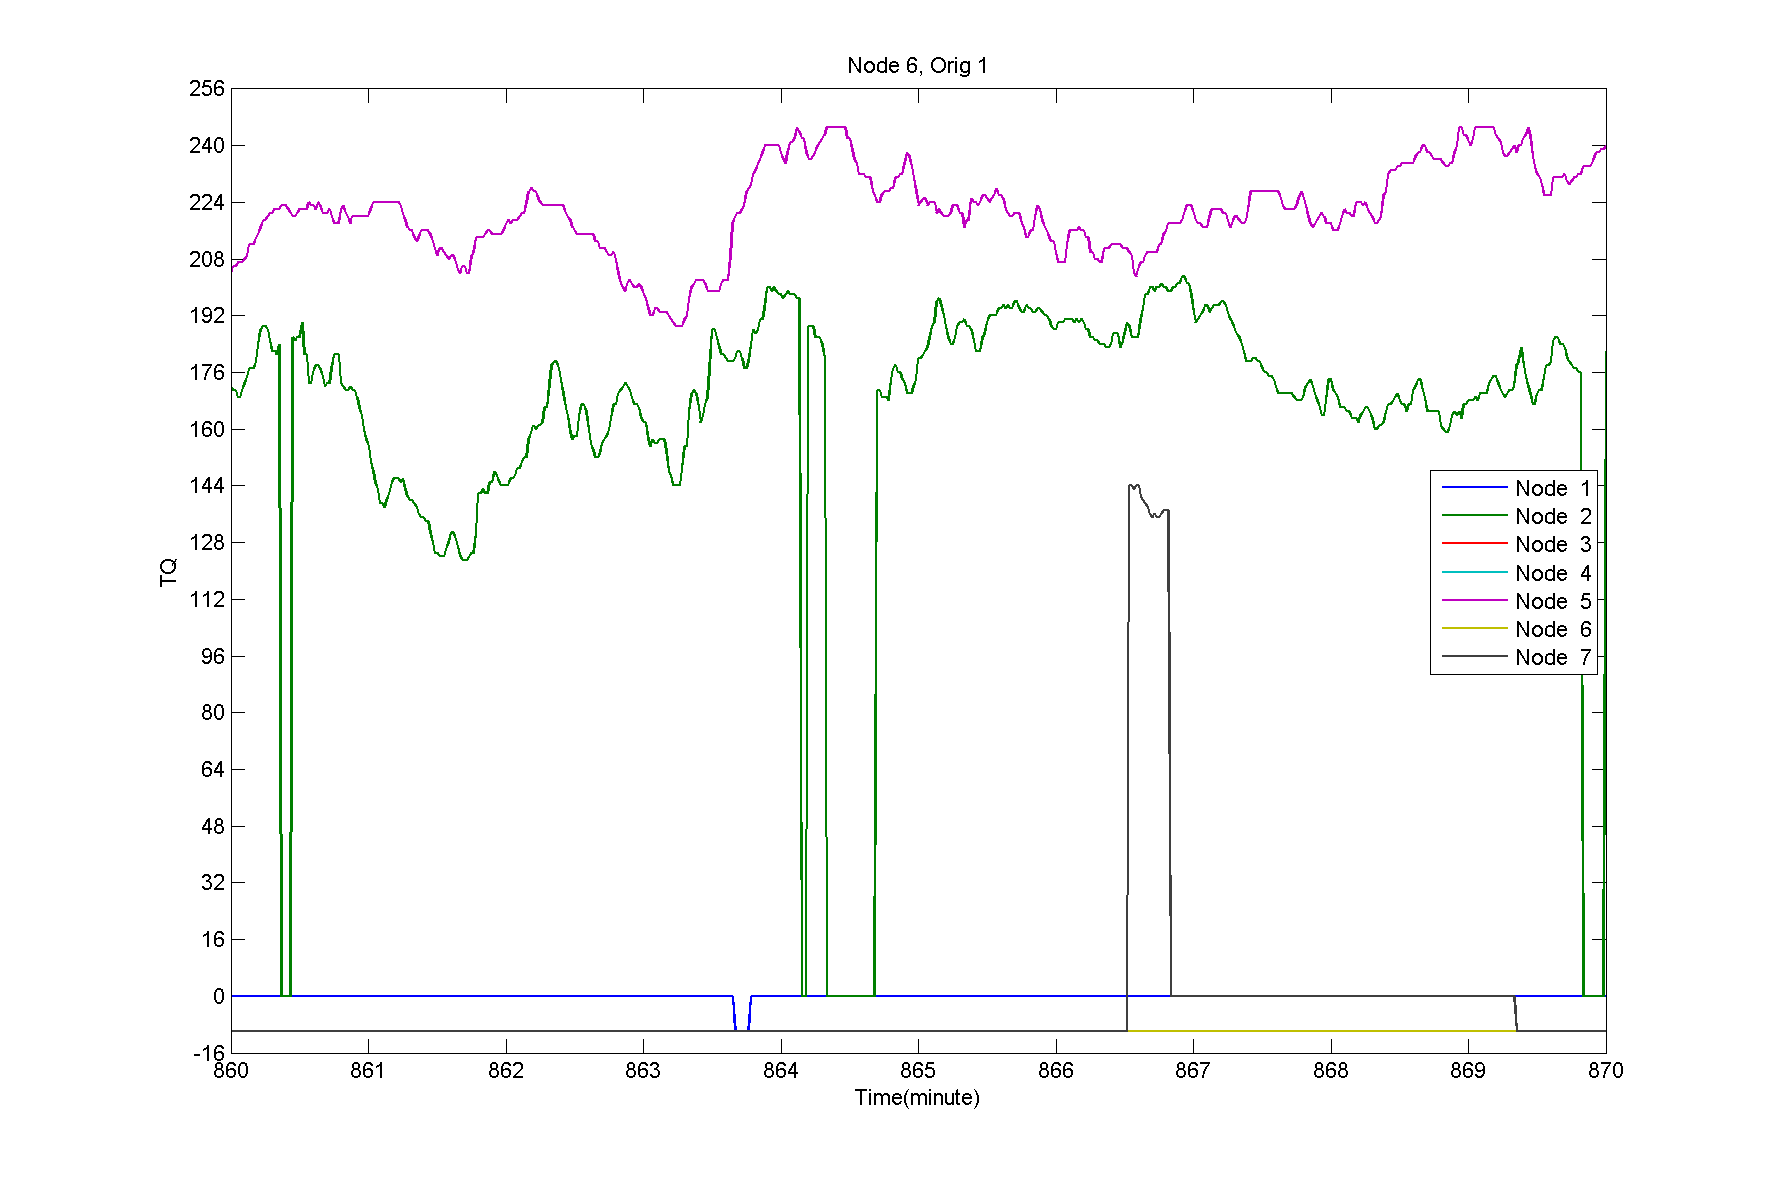 Node 6, Orig 1
256
240
224
208
192
176
160
144
128
112
96
80
64
48
32
16
0
-16
TQ
Node 1
Node 2
Node 3
Node 4
Node 5
Node 6
Node 7
860 861 862 863 864 865 866 867 868 869 870
Time(minute)